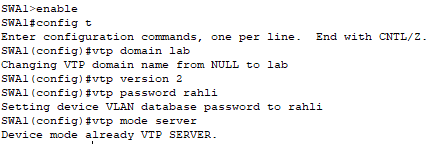 SWA1>enable
SWA1#config t
Enter configuration commands, one per line.  End with CNTL/Z.
SWA1(config)#vtp domain lab
Changing VTP domain name from NULL to lab
SWA1(config)#vtp version 2
SWA1(config)#vtp password rahli
Setting device VLAN database password to rahli
SWA1(config)#vtp mode server
Device mode already VTP SERVER.